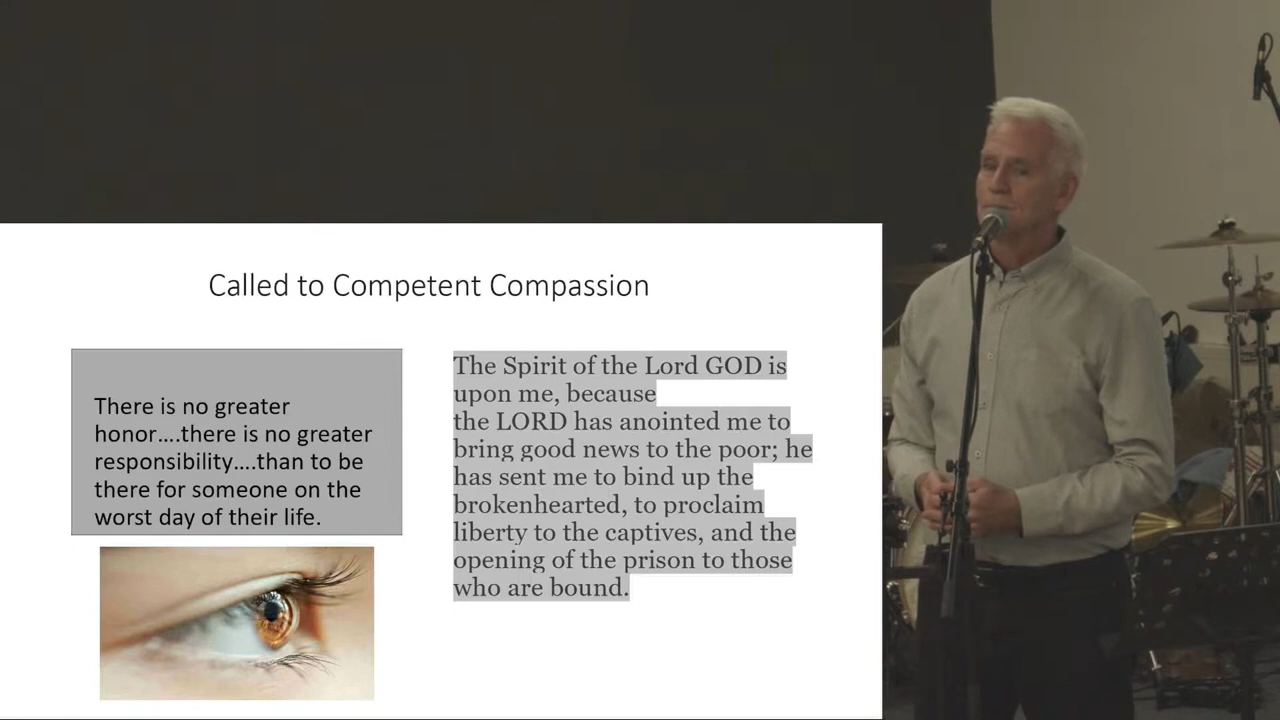 Called to Competent Compassion
There is no greater
honor....there is no greater
responsibility....than to be
there for someone on the
worst day of their life.
The Spirit of the Lord GOD is
upon me, because
the LORD has anointed me to
bring good news to the poor; he
has sent me to bind up the
brokenhearted, to proclaim
liberty to the captives, and the
opening of the prison to those
who are bound.